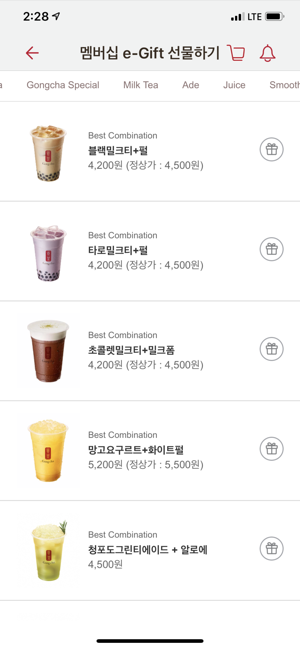 2:28
LTE
멤버십 e-Gift 선물하기
Gongcha Special Milk Tea Ade Juice Smoot
Best Combination
블랙밀크티+펄
4,200원 (정상가 : 4,500원)
Best Combination
타로밀크티+펄
4,200원 (정상가 : 4,500원)
Best Combination
초콜렛밀크티+밀크폼
4,200원 (정상가 : 4,500원)
Best Combination
망고요구르트+화이트펄
5,200원 (정상가 : 5,500원)
Best Combination
청포도그린티에이드 + 알로에
4,500원